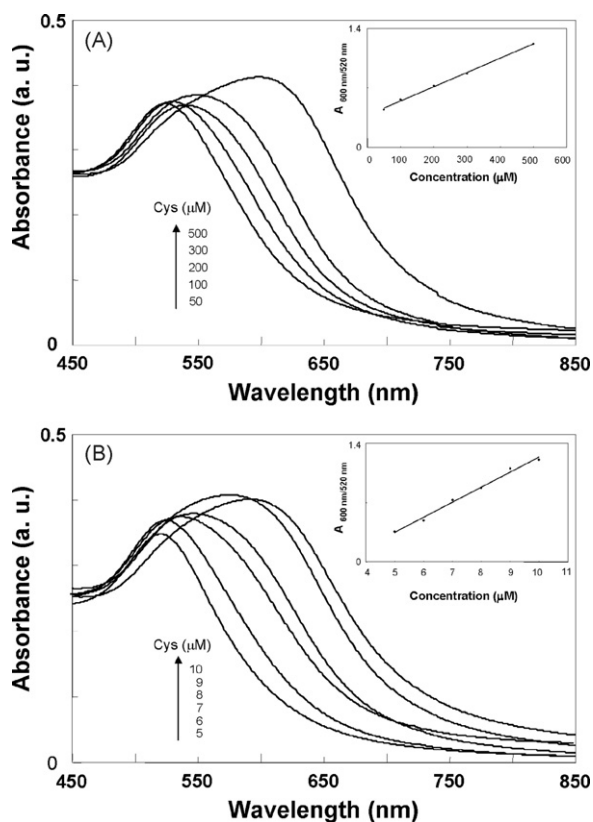 0.5
(A)
1.4
A 600 nm/520 nm
0
0 100 200 300 400 500 600
Concentration (µM)
Absorbance (a. u.)
Cys (µM)
500
300
200
100
50
0
450 550 650 750 850
Wavelength (nm)
0.5
(B)
1.4
A 600 nm/520 nm
0
4 5 6 7 8 9 10 11
Concentration (µM)
Absorbance (a. u.)
Cys (µM)
10
9
8
7
6
5
0
450 550 650 750 850
Wavelength (nm)